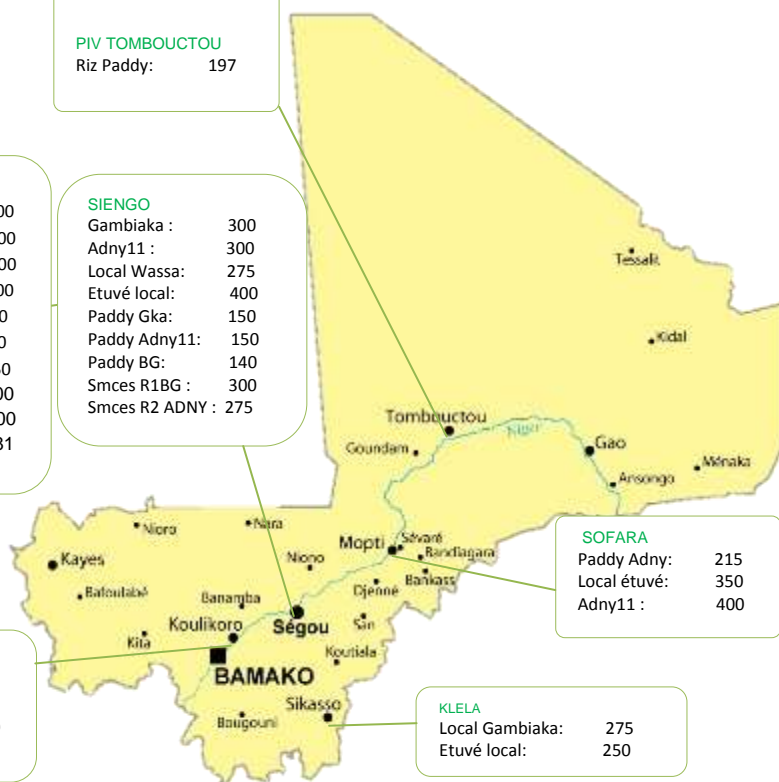 PIV TOMBOUCTOU
Riz Paddy: 197
SIENGO
Gambiaka : 300
Adny11 : 300
Local Wassa: 275
Etuvé local: 400
Paddy Gka: 150
Paddy Adny11: 150
Paddy BG: 140
Smces R1BG : 300
Smces R2 ADNY : 275
Tessalit
Kidal
Tombouctou
Niger
Goundam
Gao
Ménaka
Ansongo
SOFARA
Paddy Adny: 215
Local étuvé: 350
Adny11 : 400
Nioro
Nara
Mopti
Sévaré
Bandiagara
Kayes
Niono
Bankass
Bafoulabé
Djenné
Banamba
Ségou
San
Koulikoro
Kita
Koutiala
BAMAKO
Sikasso
Bougouni
KLELA
Local Gambiaka: 275
Etuvé local: 250